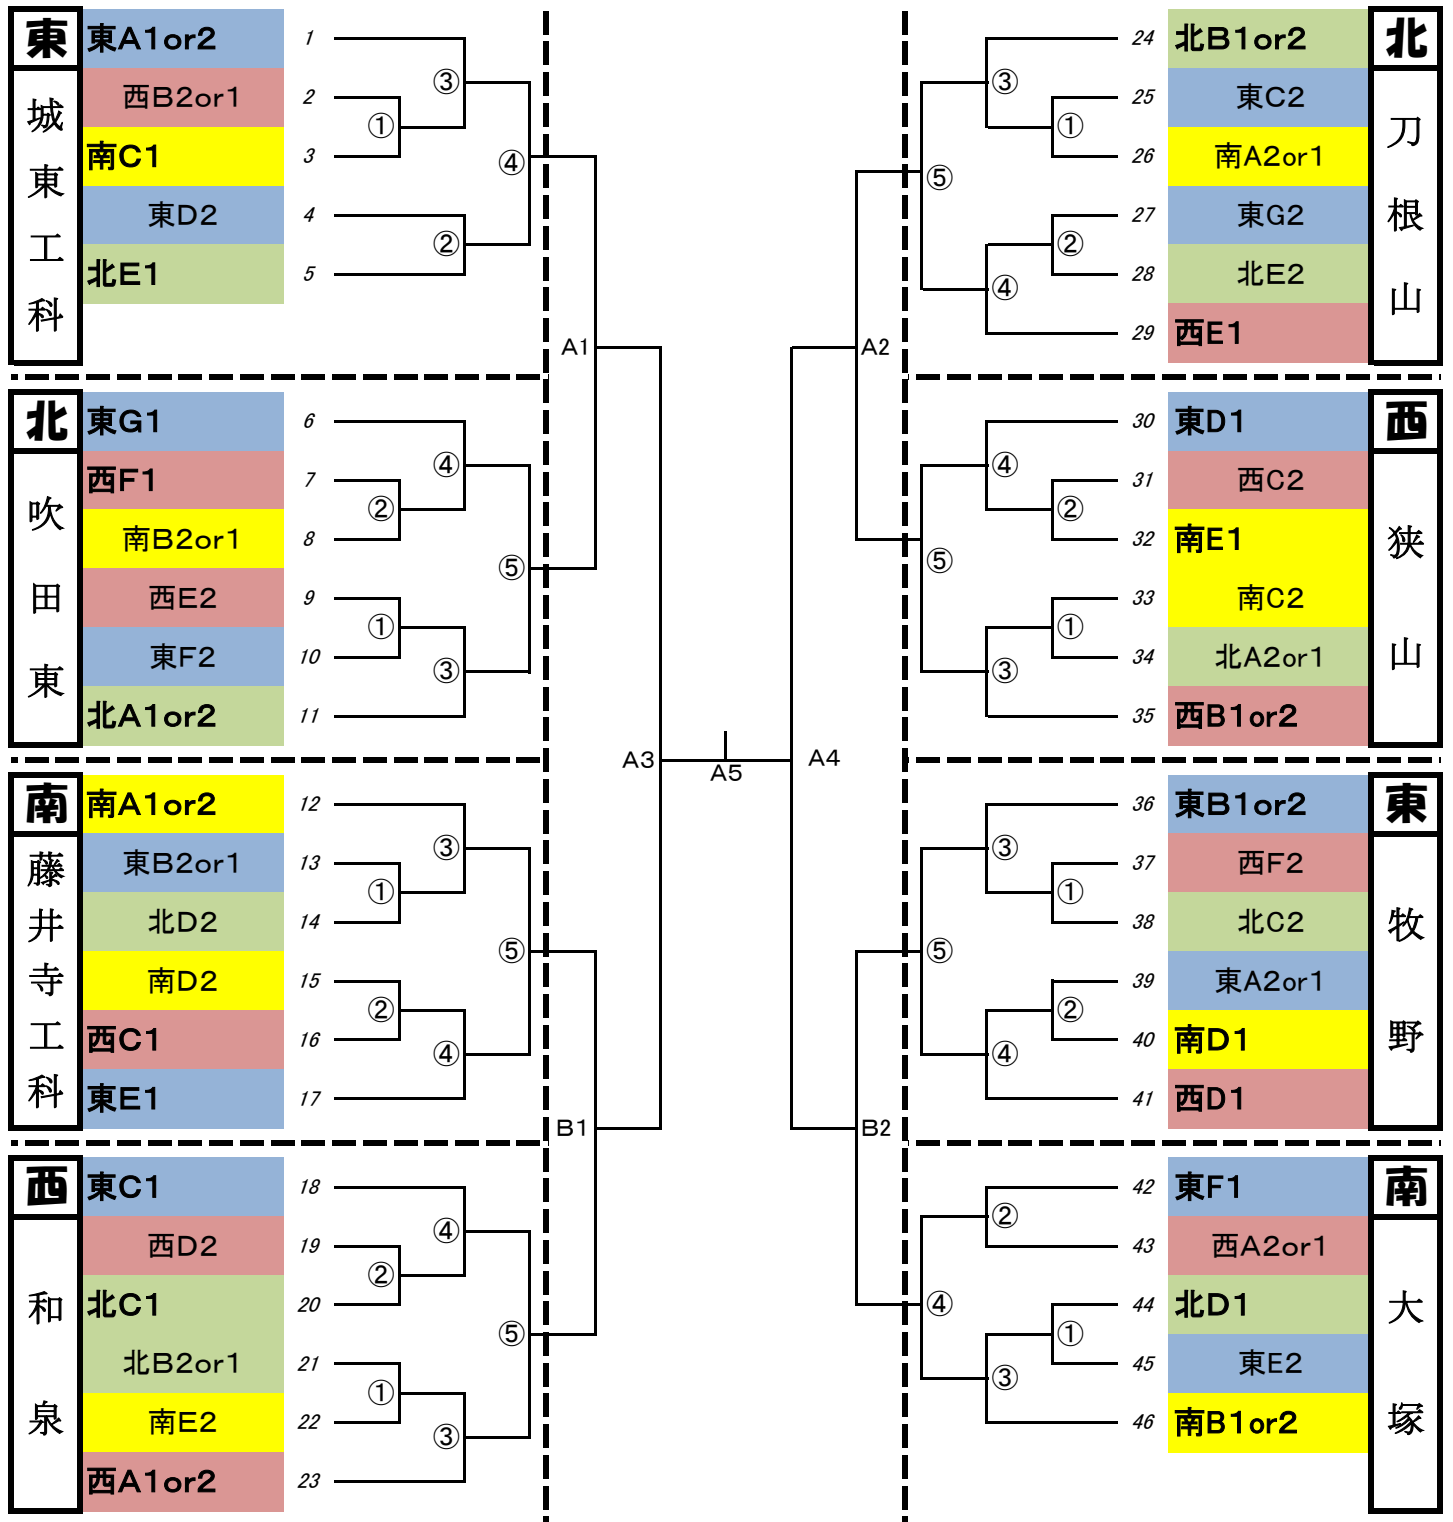 東
城東工科
東A1or2 1
西B2or1 2
南C1 3
東D2 4
北E1 5
①
③
②
④
北
吹田東
東G1 6
西F1 7
南B2or1 8
西E2 9
東F2 10
北A1or2 11
②
④
①
③
⑤
南
藤井寺工科
南A1or2 12
東B2or1 13
北D2 14
南D2 15
西C1 16
東E1 17
①
③
②
④
⑤
西
和泉
東C1 18
西D2 19
北C1 20
北B2or1 21
南E2 22
西A1or2 23
②
④
①
③
⑤
A1
B1
A3
A5
A4
A2
B2
北
刀根山
24 北B1or2
25 東C2
26 南A2or1
27 東G2
28 北E2
29 西E1
③
①
⑤
②
④
西
狭山
30 東D1
31 西C2
32 南E1
33 南C2
34 北A2or1
35 西B1or2
④
②
⑤
①
③
東
牧野
36 東B1or2
37 西F2
38 北C2
39 東A2or1
40 南D1
41 西D1
③
①
⑤
②
④
南
大塚
42 東F1
43 西A2or1
44 北D1
45 東E2
46 南B1or2
②
④
①
③